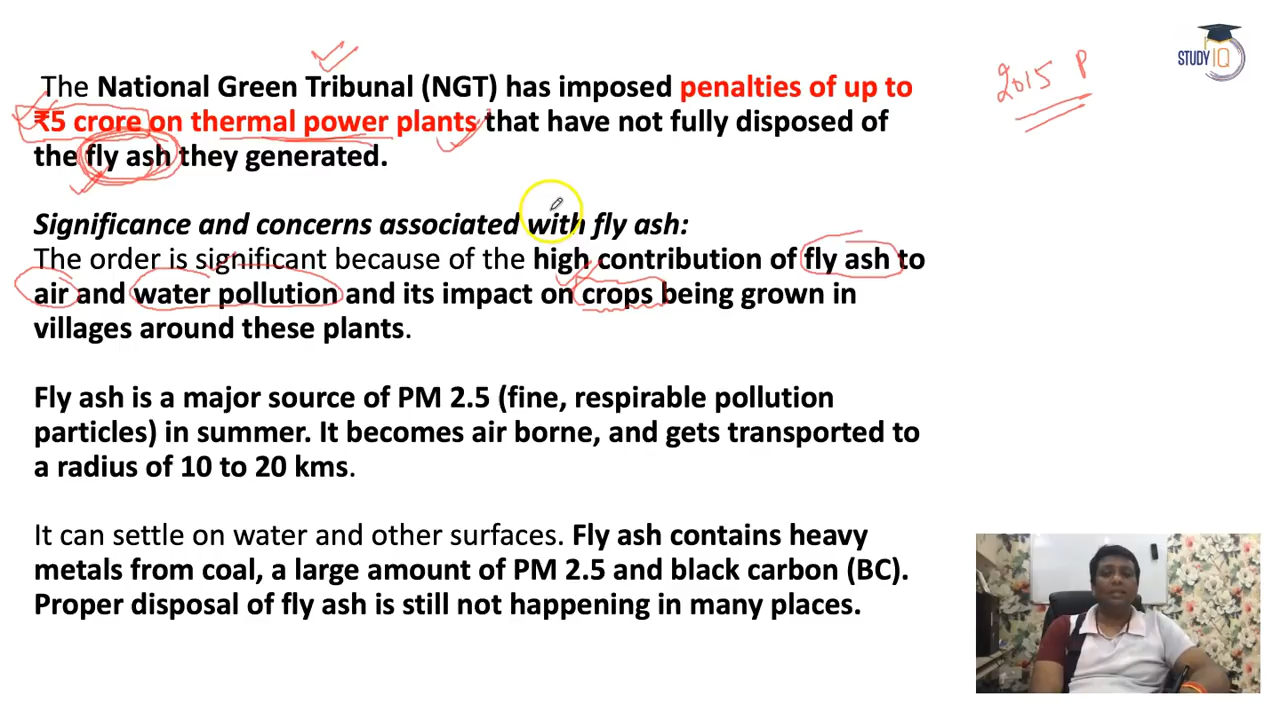 The National Green Tribunal (NGT) has imposed penalties of up to
₹5 crore on thermal power plants that have not fully disposed of
the fly ash they generated.
Significance and concerns associated with fly ash:
The order is significant because of the high contribution of fly ash to
air and water pollution and its impact on crops being grown in
villages around these plants.
Fly ash is a major source of PM 2.5 (fine, respirable pollution
particles) in summer. It becomes air borne, and gets transported to
a radius of 10 to 20 kms.
It can settle on water and other surfaces. Fly ash contains heavy
metals from coal, a large amount of PM 2.5 and black carbon (BC).
Proper disposal of fly ash is still not happening in many places.
2015 P
STUDY IQ